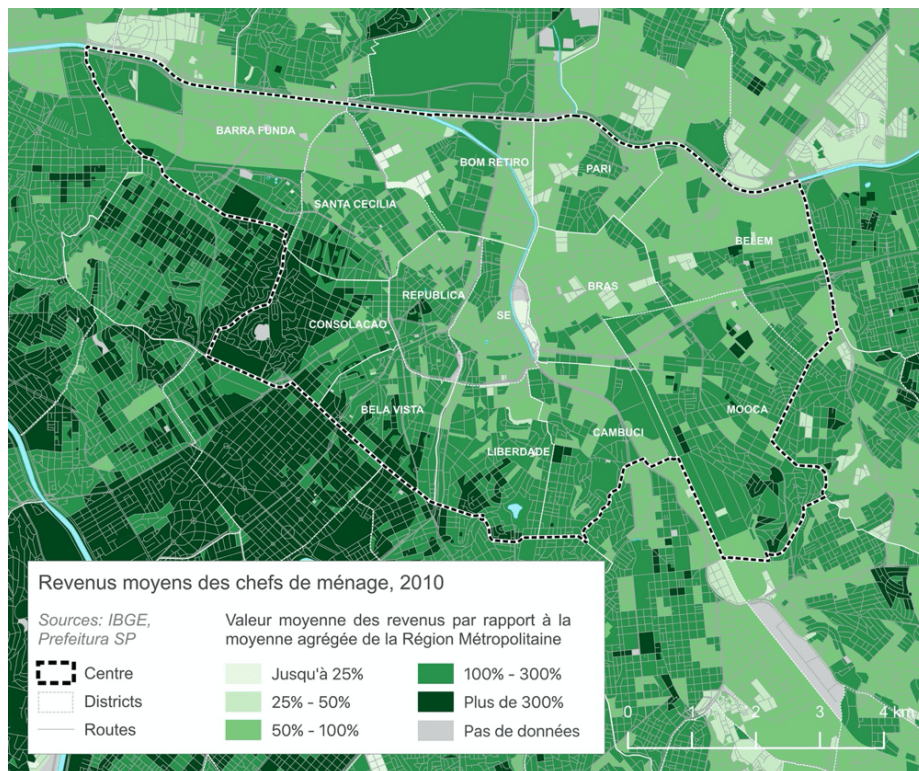 BARRA FUNDA
BOM RETIRO
PARI
SANTA CECILIA
BELEM
REPUBLICA
BRAS
SE
CONSOLACAO
BELA VISTA
MOOCA
CAMBUCI
LIBERDADE
Revenus moyens des chefs de ménage, 2010
Sources: IBGE,
Prefeitura SP
Centre
Districts
Routes
Valeur moyenne des revenus par rapport à la
moyenne agrégée de la Région Métropolitaine
Jusqu'à 25%
25% - 50%
50% - 100%
100% - 300%
Plus de 300%
Pas de données
0 1 2 3 4 km